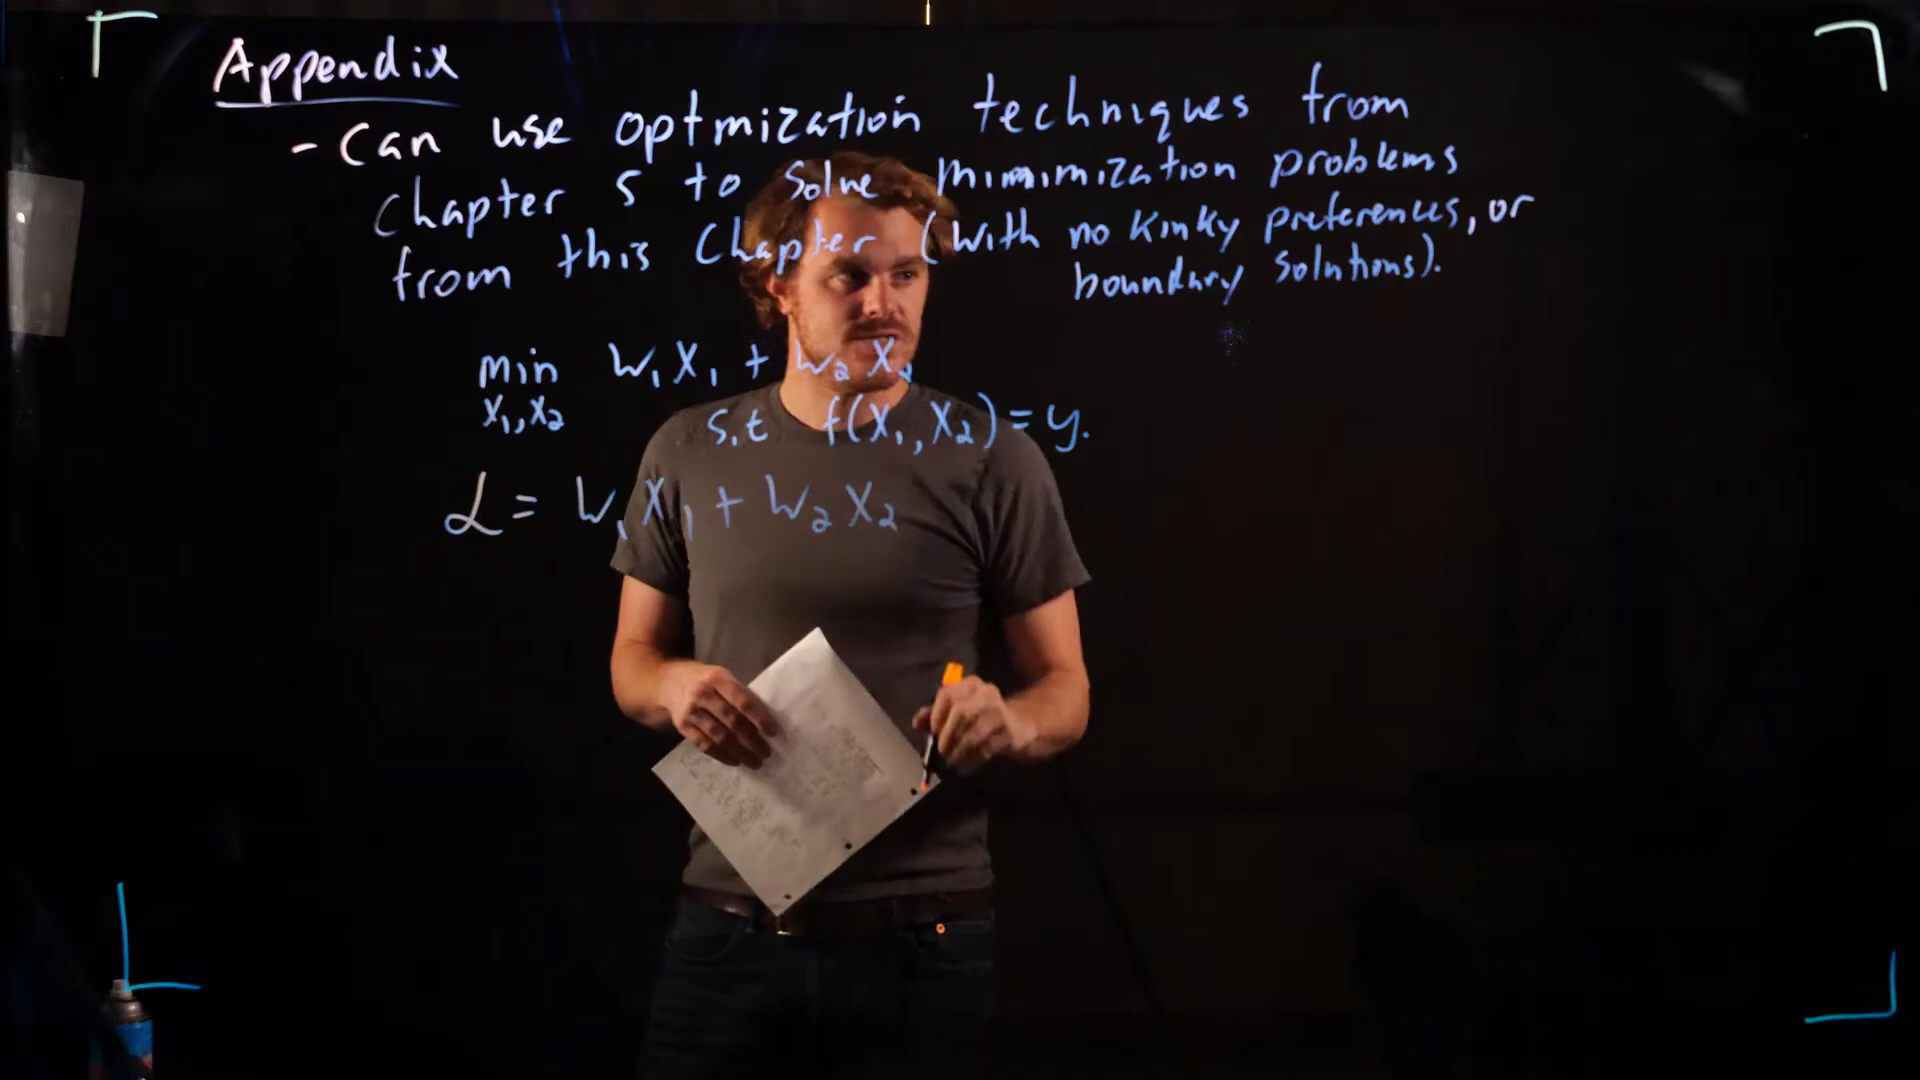 Appendix
- Can use optmization techniques from
Chapter 5 to Solve minimization problems
from this Chapter (with no Kinky preferences, or
boundary solutions).
min W₁X₁ + W₂X₂
X₁,X₂
s.t f(X₁,X₂)=y.
ℒ= W₁X₁+W₂X₂